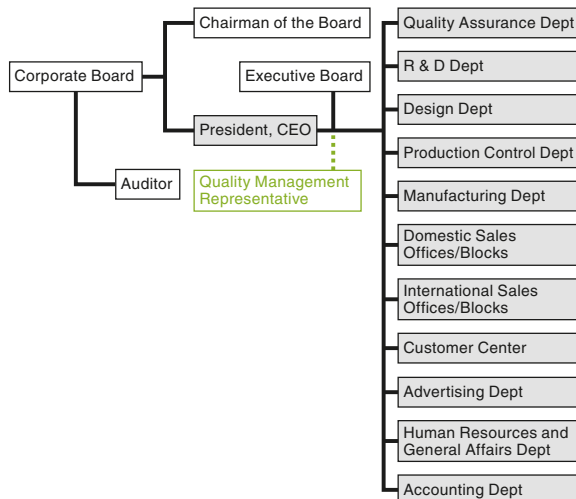 Chairman of the Board
Corporate Board
Executive Board
President, CEO
Auditor
Quality Management
Representative
Quality Assurance Dept
R & D Dept
Design Dept
Production Control Dept
Manufacturing Dept
Domestic Sales
Offices/Blocks
International Sales
Offices/Blocks
Customer Center
Advertising Dept
Human Resources and
General Affairs Dept
Accounting Dept